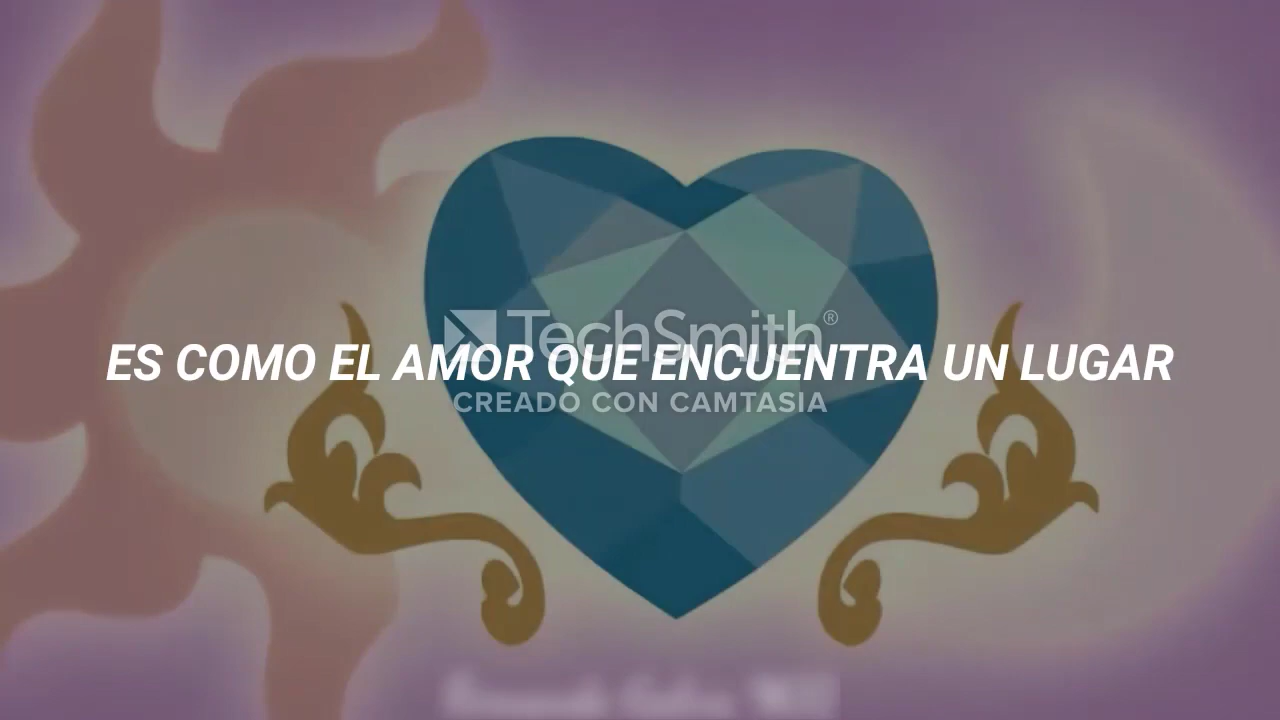 TechSmith®
ES COMO EL AMOR QUE ENCUENTRA UN LUGAR
CREADO CON CAMTASIA